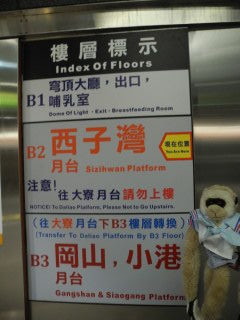 樓層標示
Index Of Floors
穹頂大廳，出口，
B1 哺乳室
Dome Of Light · Exit · Breastfeeding Room
B2 西子灣
現在位置
You Are Here
月台 Sizihwan Platform
注意！往大寮月台請勿上樓
NOTICE! To Daliao Platform, Please Not to Go Upstairs.
（往大寮月台下B3樓層轉換）
(Transfer To Daliao Platform By B3 Floor)
B3 岡山，小港
月台
Gangshan & Siaogang Platform